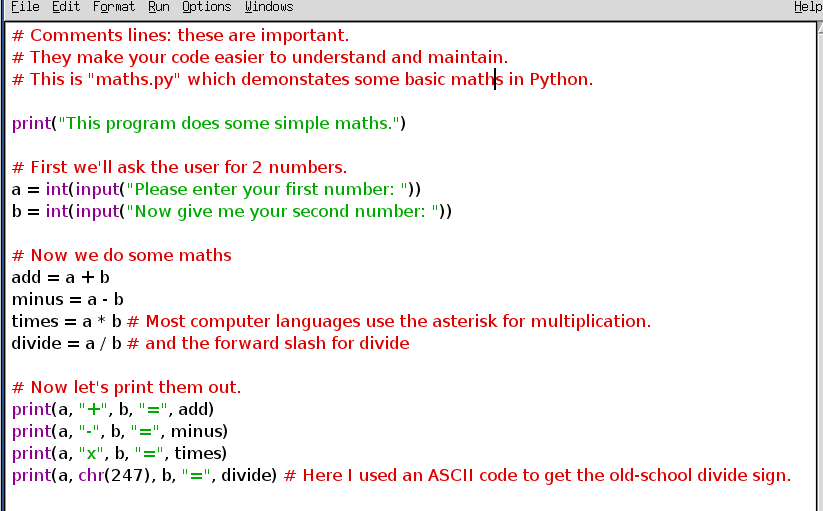 File Edit Format Run Options Windows Help
# Comments lines: these are important.
# They make your code easier to understand and maintain.
# This is "maths.py" which demonstates some basic maths in Python.
print("This program does some simple maths.")
# First we'll ask the user for 2 numbers.
a = int(input("Please enter your first number: "))
b = int(input("Now give me your second number: "))
# Now we do some maths
add = a + b
minus = a - b
times = a * b # Most computer languages use the asterisk for multiplication.
divide = a / b # and the forward slash for divide
# Now let's print them out.
print(a, "+", b, "=", add)
print(a, "-", b, "=", minus)
print(a, "x", b, "=", times)
print(a, chr(247), b, "=", divide) # Here I used an ASCII code to get the old-school divide sign.